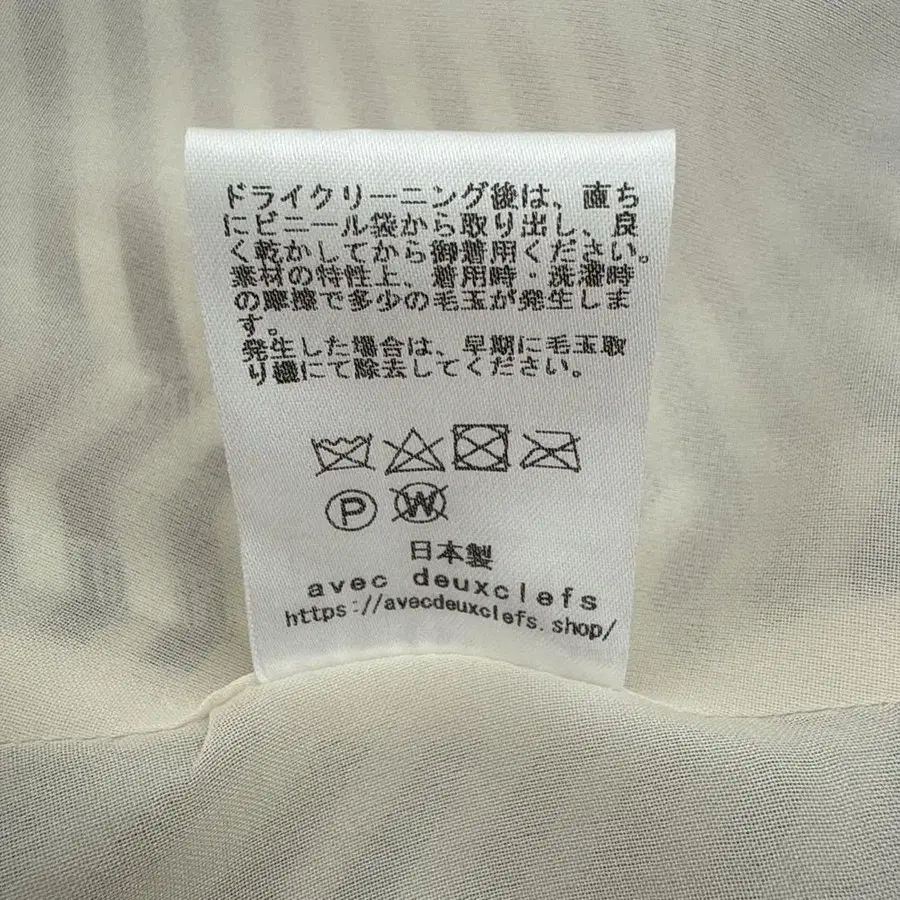 ドライクリーニング後は、直ち
にビニール袋から取り出し、良
く乾かしてから御着用ください。
素材の特性上、着用時・洗濯時
の摩擦で多少の毛玉が発生しま
す。
発生した場合は、早期に毛玉取
り機にて除去してください。
P W
日本製
avec deuxclefs
https://avecdeuxclefs.shop/